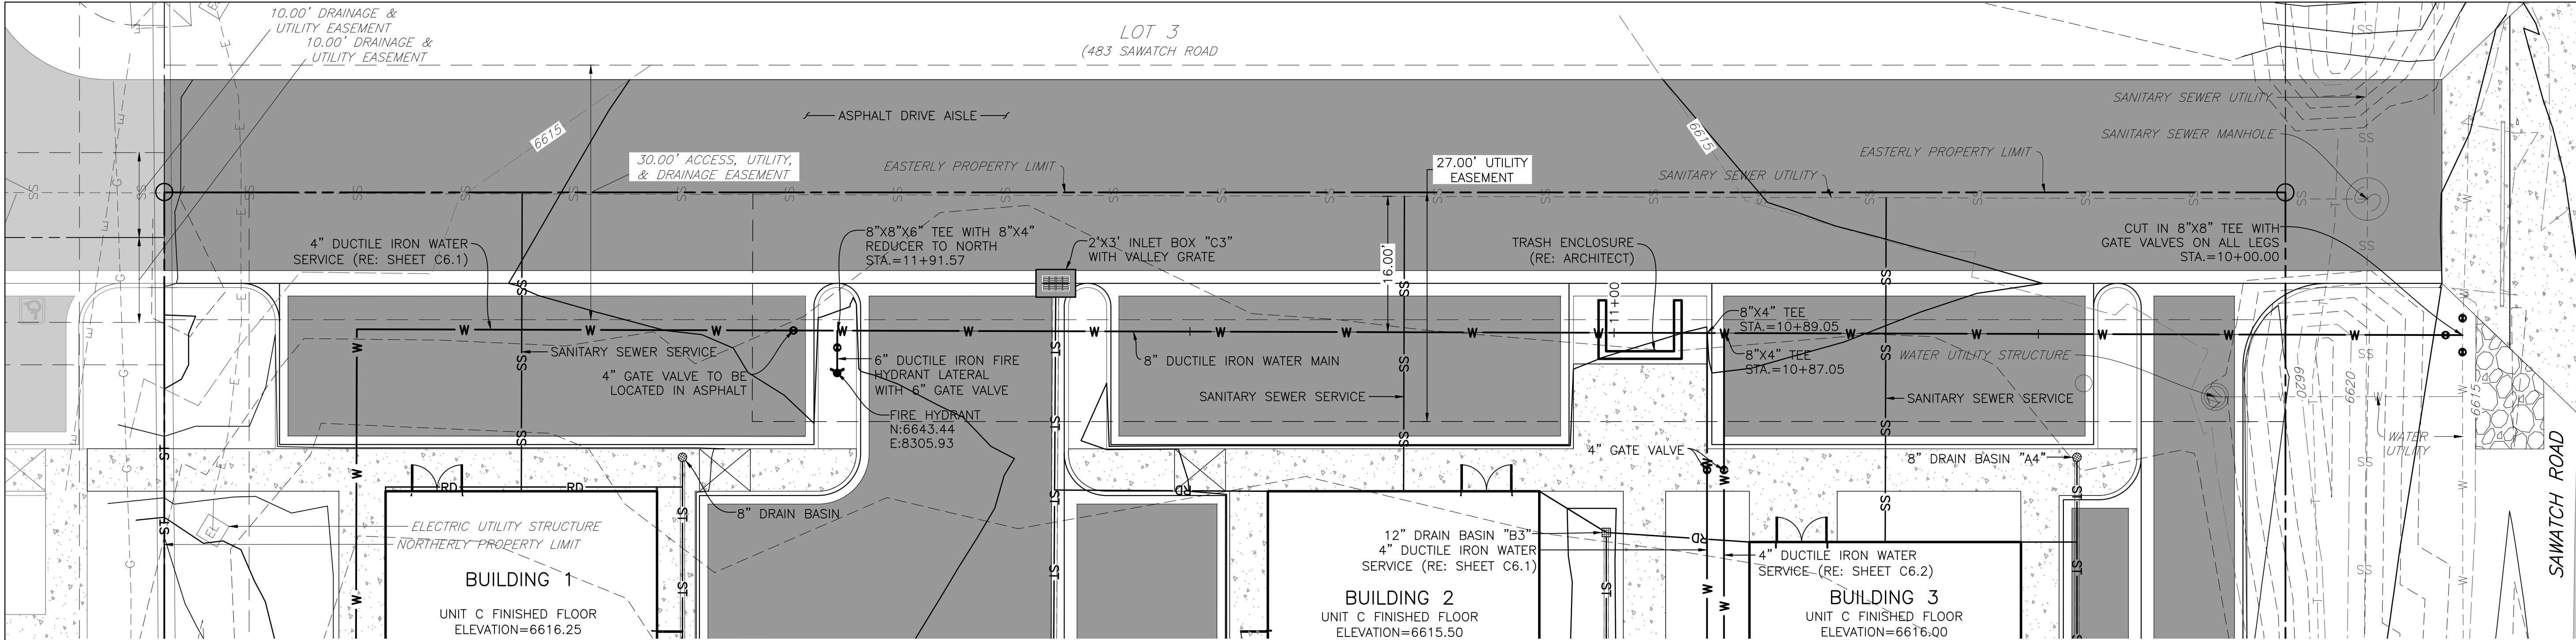 10.00' DRAINAGE &
UTILITY EASEMENT
10.00' DRAINAGE &
UTILITY EASEMENT
LOT 3
(483 SAWATCH ROAD
6615
ASPHALT DRIVE AISLE
30.00' ACCESS, UTILITY,
& DRAINAGE EASEMENT
EASTERLY PROPERTY LIMIT
27.00' UTILITY
EASEMENT
6615
SANITARY SEWER UTILITY
SANITARY SEWER MANHOLE
EASTERLY PROPERTY LIMIT
SANITARY SEWER UTILITY
4" DUCTILE IRON WATER
SERVICE (RE: SHEET C6.1)
8"X8"X6" TEE WITH 8"X4"
REDUCER TO NORTH
STA.=11+91.57
2'X3' INLET BOX "C3"
WITH VALLEY GRATE
16.00'
TRASH ENCLOSURE
(RE: ARCHITECT)
11+00
CUT IN 8"X8" TEE WITH
GATE VALVES ON ALL LEGS
STA.=10+00.00
8"X4" TEE
STA.=10+89.05
8"X4" TEE
STA.=10+87.05
WATER UTILITY STRUCTURE
SANITARY SEWER SERVICE
4" GATE VALVE TO BE
LOCATED IN ASPHALT
6" DUCTILE IRON FIRE
HYDRANT LATERAL
WITH 6" GATE VALVE
8" DUCTILE IRON WATER MAIN
FIRE HYDRANT
N:6643.44
E:8305.93
SANITARY SEWER SERVICE
SANITARY SEWER SERVICE
6620
6620
6615
WATER
UTILITY
4" GATE VALVE
8" DRAIN BASIN "A4"
8" DRAIN BASIN
ELECTRIC UTILITY STRUCTURE
NORTHERLY PROPERTY LIMIT
12" DRAIN BASIN "B3"
4" DUCTILE IRON WATER
SERVICE (RE: SHEET C6.1)
4" DUCTILE IRON WATER
SERVICE (RE: SHEET C6.2)
BUILDING 1
UNIT C FINISHED FLOOR
ELEVATION=6616.25
BUILDING 2
UNIT C FINISHED FLOOR
ELEVATION=6615.50
BUILDING 3
UNIT C FINISHED FLOOR
ELEVATION=6616.00
SAWATCH ROAD